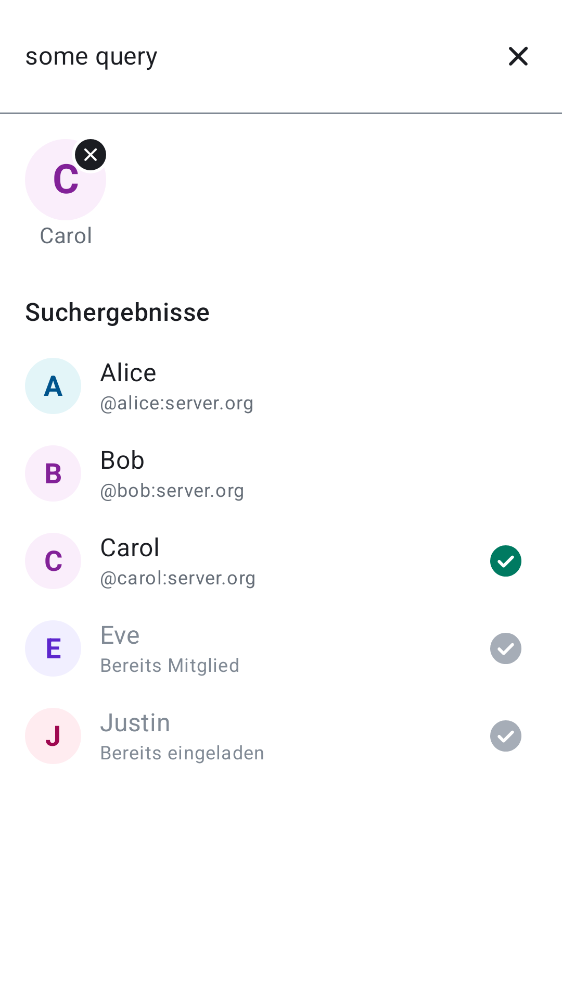 some query
C
Carol
Suchergebnisse
A
Alice
@alice:server.org
B
Bob
@bob:server.org
C
Carol
@carol:server.org
E
Eve
Bereits Mitglied
J
Justin
Bereits eingeladen